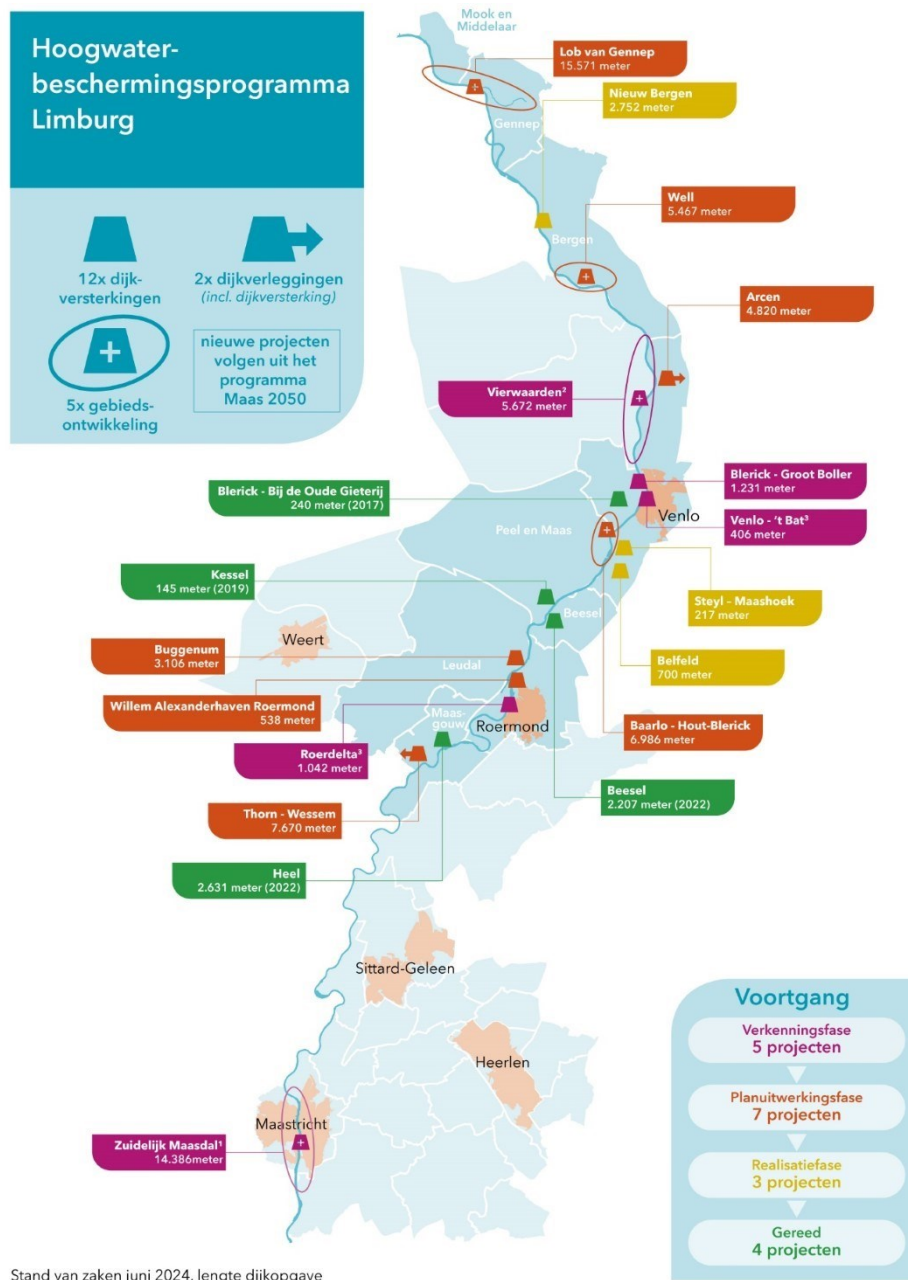 Hoogwater-
beschermingsprogramma
Limburg
12x dijk-
versterkingen
2x dijkverleggingen
(incl. dijkversterking)
5x gebieds-
ontwikkeling
nieuwe projecten
volgen uit het
programma
Maas 2050
Mook en
Middelaar
Lob van Gennep
15.571 meter
Nieuw Bergen
2.752 meter
Gennep
Well
5.467 meter
Bergen
Arcen
4.820 meter
Vierwaarden²
5.672 meter
Blerick - Groot Boller
1.231 meter
Blerick - Bij de Oude Gieterij
240 meter (2017)
Venlo
Venlo - 't Bat³
406 meter
Peel en Maas
Kessel
145 meter (2019)
Steyl – Maashoek
217 meter
Beesel
Weert
Buggenum
3.106 meter
Leudal
Belfeld
700 meter
Willem Alexanderhaven Roermond
538 meter
Maas-
gouw
Roermond
Baarlo - Hout-Blerick
6.986 meter
Roerdelta³
1.042 meter
Beesel
2.207 meter (2022)
Thorn - Wessem
7.670 meter
Heel
2.631 meter (2022)
Sittard-Geleen
Heerlen
Maastricht
Zuidelijk Maasdal¹
14.386meter
Voortgang
Verkenningsfase
5 projecten
Planuitwerkingsfase
7 projecten
Realisatiefase
3 projecten
Gereed
4 projecten
Stand van zaken juni 2024, lengte dijkopgave